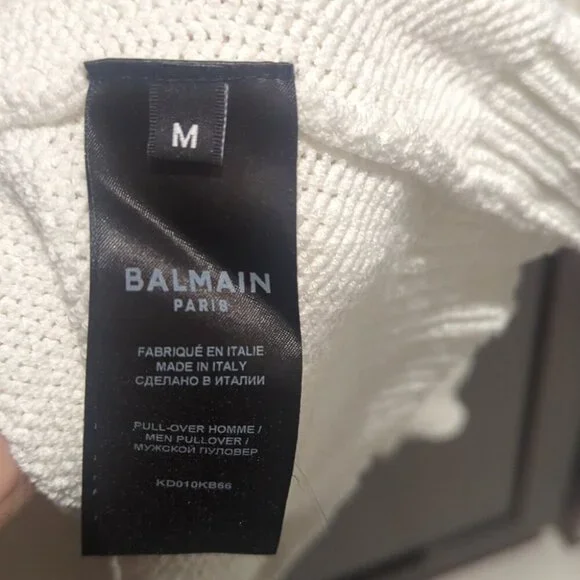 M
BALMAIN
PARIS
FABRIQUÉ EN ITALIE
MADE IN ITALY
СДЕЛАНО В ИТАЛИИ
PULL-OVER HOMME /
MEN PULLOVER /
МУЖСКОЙ ПУЛОВЕР
KD010KB66